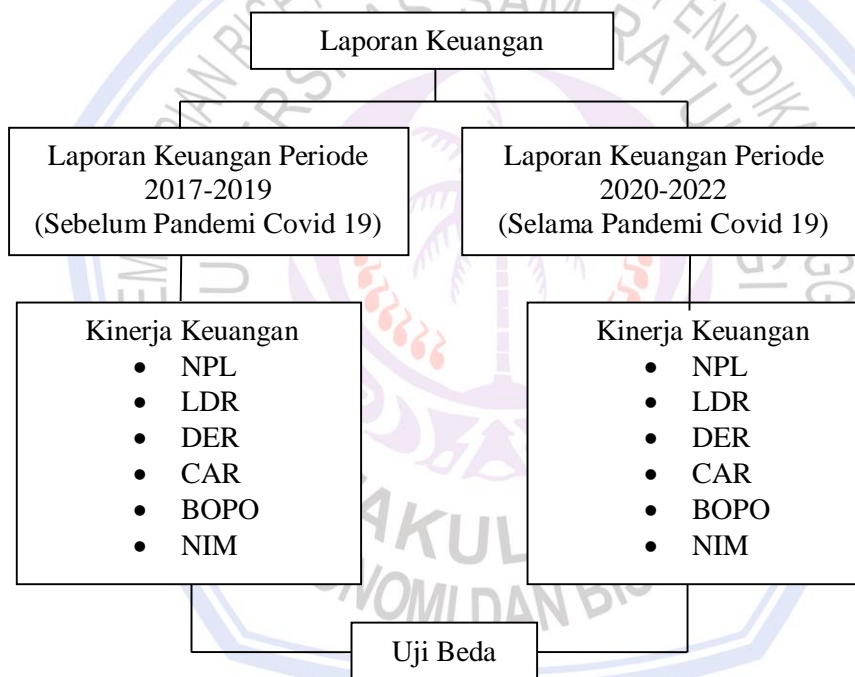 Laporan Keuangan
Laporan Keuangan Periode
2017-2019
(Sebelum Pandemi Covid 19)
Laporan Keuangan Periode
2020-2022
(Selama Pandemi Covid 19)
Kinerja Keuangan
• NPL
• LDR
• DER
• CAR
• BOPO
• NIM
Kinerja Keuangan
• NPL
• LDR
• DER
• CAR
• BOPO
• NIM
Uji Beda